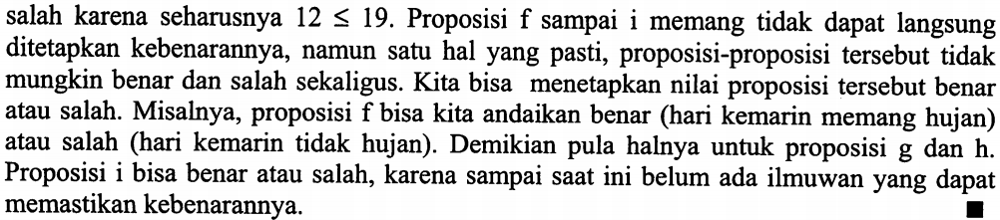 salah karena seharusnya 12 ≤ 19. Proposisi f sampai i memang tidak dapat langsung
ditetapkan kebenarannya, namun satu hal yang pasti, proposisi-proposisi tersebut tidak
mungkin benar dan salah sekaligus. Kita bisa menetapkan nilai proposisi tersebut benar
atau salah. Misalnya, proposisi f bisa kita andaikan benar (hari kemarin memang hujan)
atau salah (hari kemarin tidak hujan). Demikian pula halnya untuk proposisi g dan h.
Proposisi i bisa benar atau salah, karena sampai saat ini belum ada ilmuwan yang dapat
memastikan kebenarannya. ■